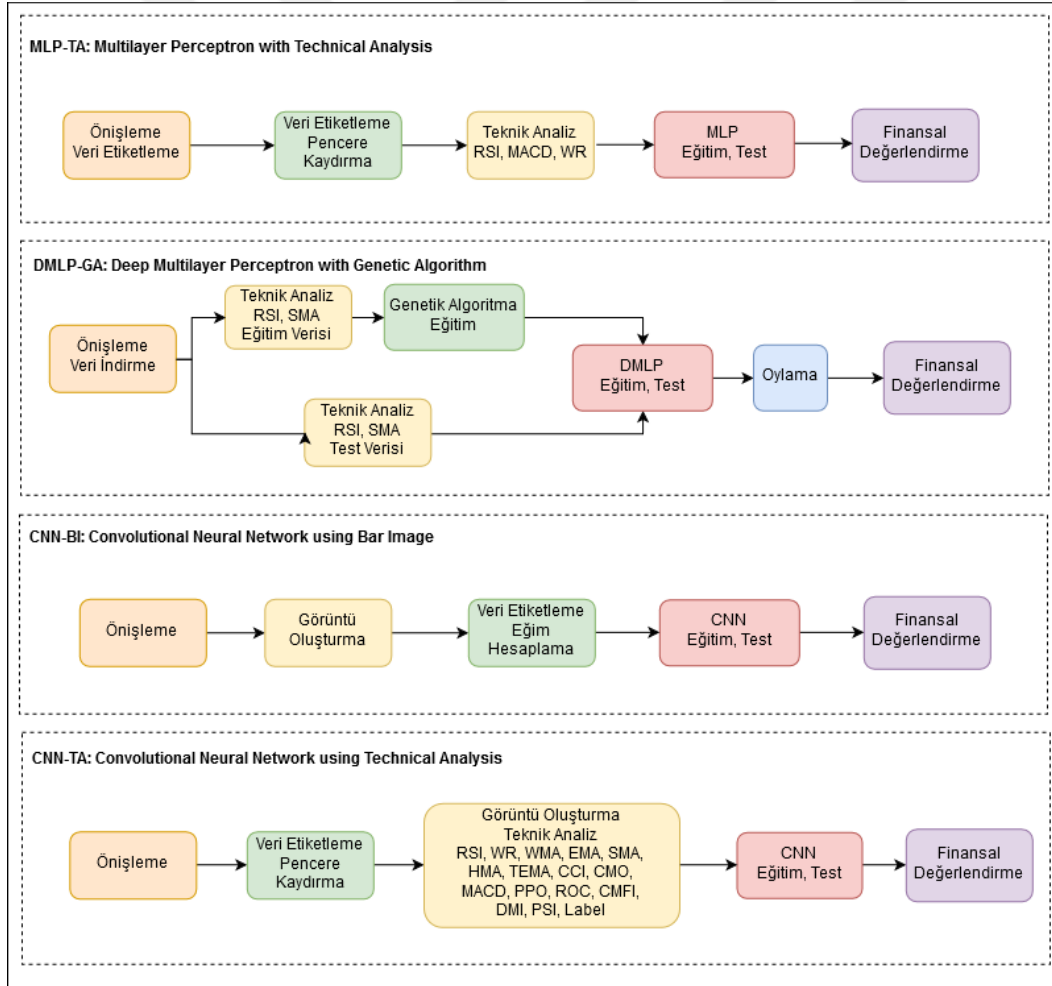 MLP-TA: Multilayer Perceptron with Technical Analysis
Önişleme
Veri Etiketleme
Veri Etiketleme
Pencere
Kaydırma
Teknik Analiz
RSI, MACD, WR
MLP
Eğitim, Test
Finansal
Değerlendirme
DMLP-GA: Deep Multilayer Perceptron with Genetic Algorithm
Önişleme
Veri İndirme
Teknik Analiz
RSI, SMA
Eğitim Verisi
Genetik Algoritma
Eğitim
Teknik Analiz
RSI, SMA
Test Verisi
DMLP
Eğitim, Test
Oylama
Finansal
Değerlendirme
CNN-BI: Convolutional Neural Network using Bar Image
Önişleme
Görüntü
Oluşturma
Veri Etiketleme
Eğim
Hesaplama
CNN
Eğitim, Test
Finansal
Değerlendirme
CNN-TA: Convolutional Neural Network using Technical Analysis
Önişleme
Veri Etiketleme
Pencere
Kaydırma
Görüntü Oluşturma
Teknik Analiz
RSI, WR, WMA, EMA, SMA,
HMA, TEMA, CCI, CMO,
MACD, PPO, ROC, CMFI,
DMI, PSI, Label
CNN
Eğitim, Test
Finansal
Değerlendirme